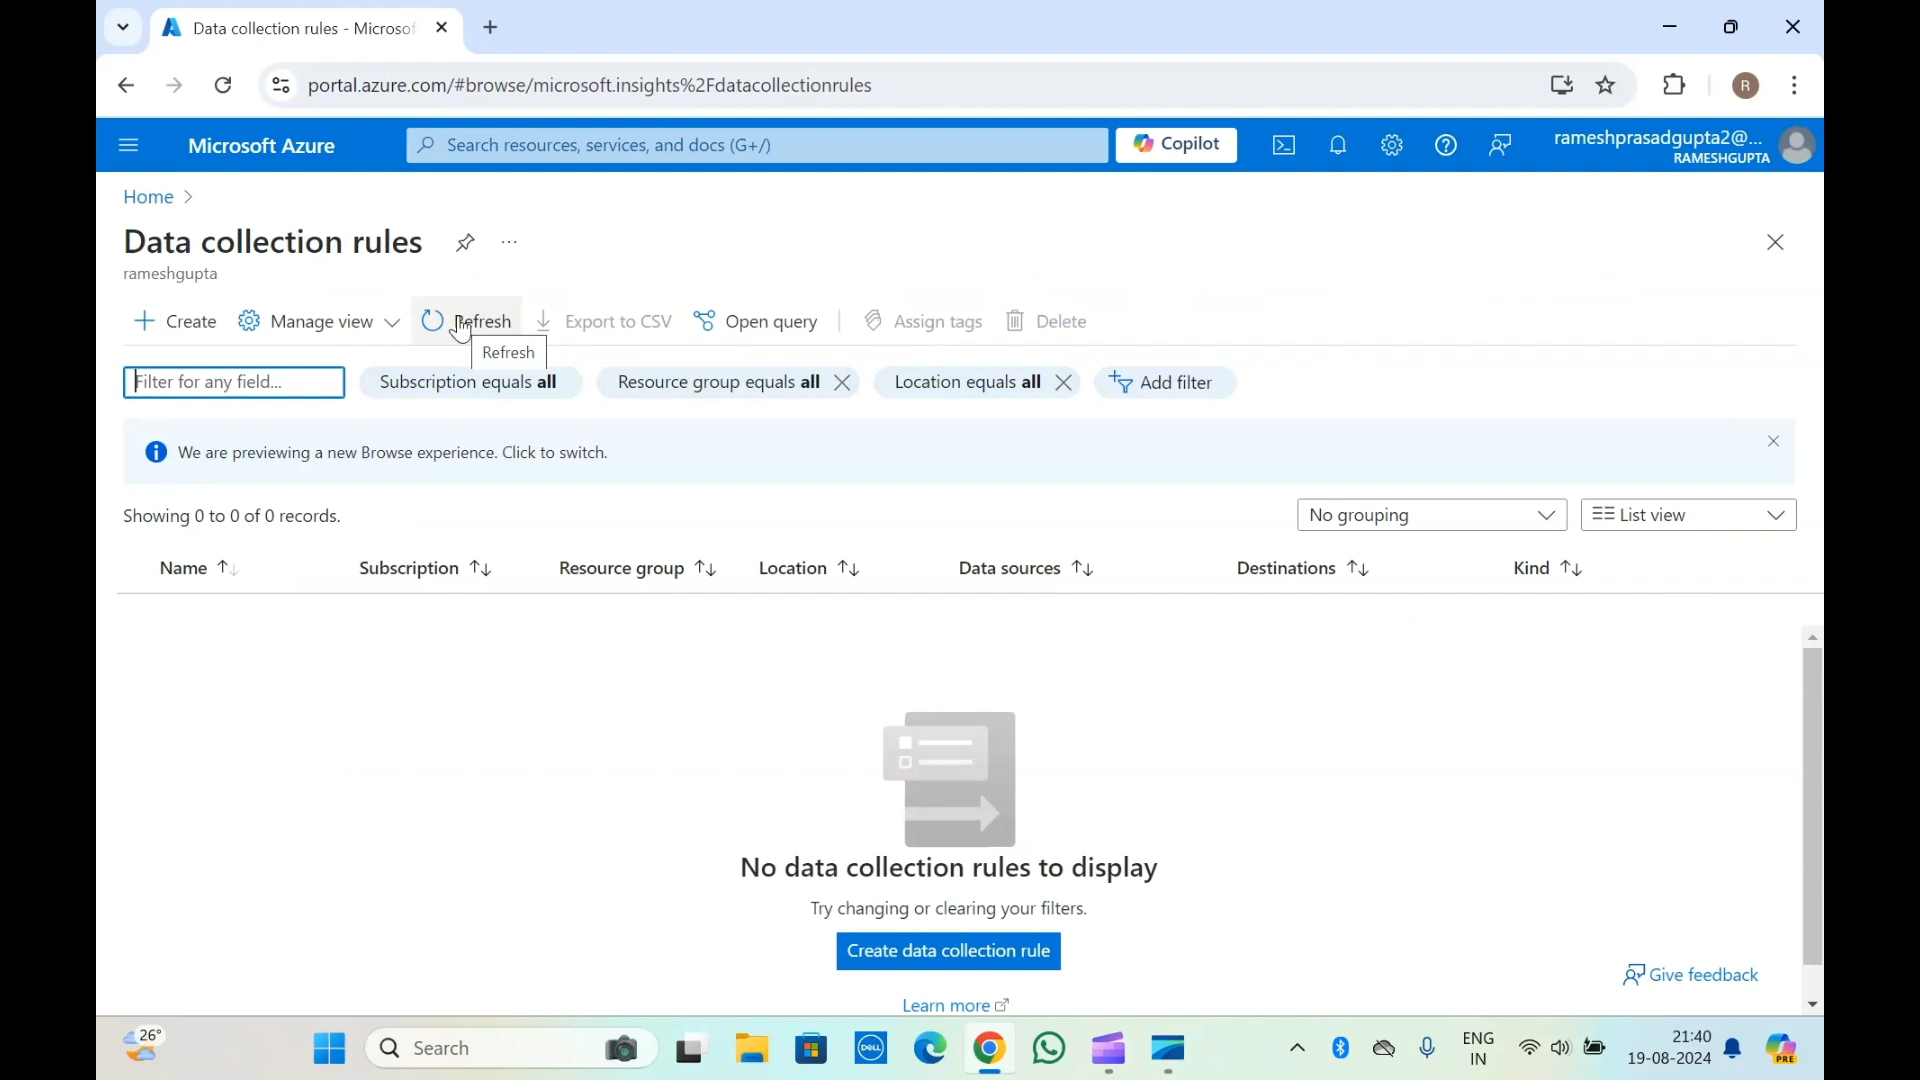 Data collection rules - Microsof
portal.azure.com/#browse/microsoft.insights%2Fdatacollectionrules
R
Microsoft Azure
Search resources, services, and docs (G+/)
Copilot
rameshprasadgupta2@...
RAMESHGUPTA
Home
Data collection rules
rameshgupta
Create
Manage view
Refresh
Export to CSV
Open query
Assign tags
Delete
Refresh
Filter for any field...
Subscription equals all
Resource group equals all
Location equals all
Add filter
We are previewing a new Browse experience. Click to switch.
Showing 0 to 0 of 0 records.
No grouping
List view
Name
Subscription
Resource group
Location
Data sources
Destinations
Kind
No data collection rules to display
Try changing or clearing your filters.
Create data collection rule
Give feedback
Learn more
26°
Search
DELL
ENG
IN
21:40
19-08-2024
PRE